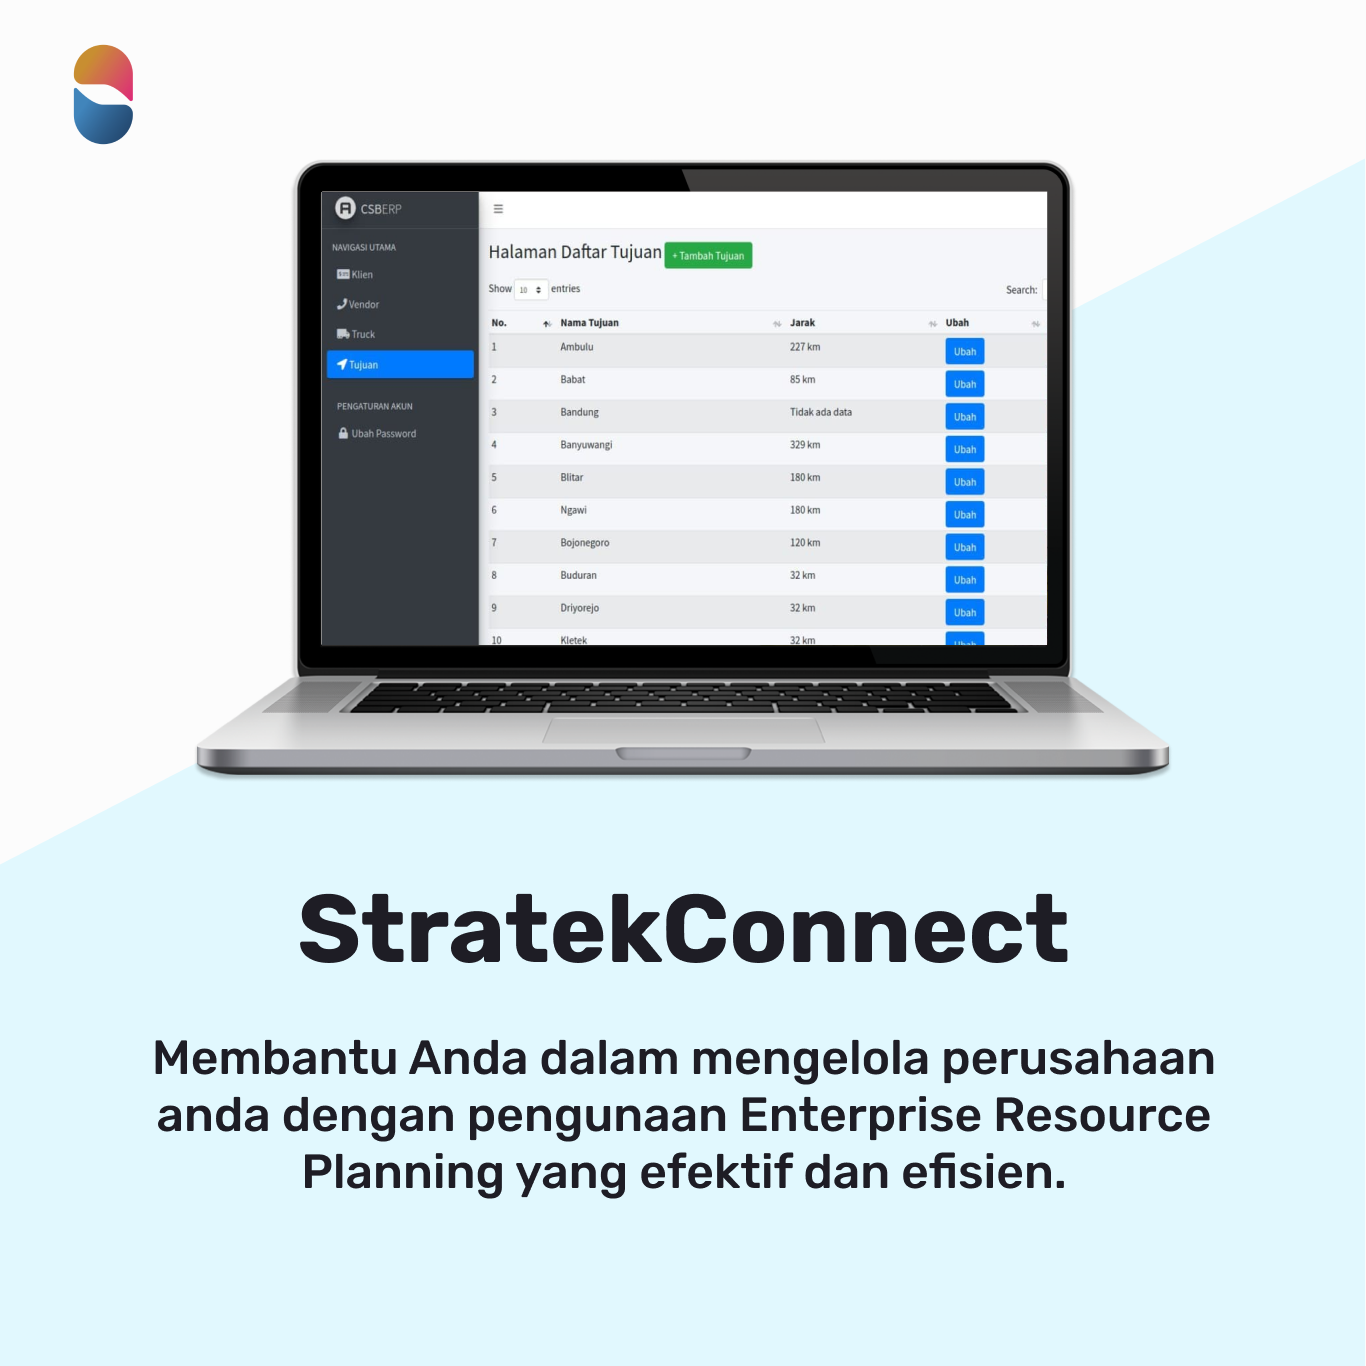 CSBERP
NAVIGASI UTAMA
Klien
Vendor
Truck
Tujuan
PENGATURAN AKUN
Ubah Password
Halaman Daftar Tujuan + Tambah Tujuan
Show 10 entries Search:
No. Nama Tujuan Jarak Ubah
1 Ambulu 227 km Ubah
2 Babat 85 km Ubah
3 Bandung Tidak ada data Ubah
4 Banyuwangi 329 km Ubah
5 Blitar 180 km Ubah
6 Ngawi 180 km Ubah
7 Bojonegoro 120 km Ubah
8 Buduran 32 km Ubah
9 Driyorejo 32 km Ubah
10 Kletek 32 km Ubah
StratekConnect
Membantu Anda dalam mengelola perusahaan
anda dengan pengunaan Enterprise Resource
Planning yang efektif dan efisien.